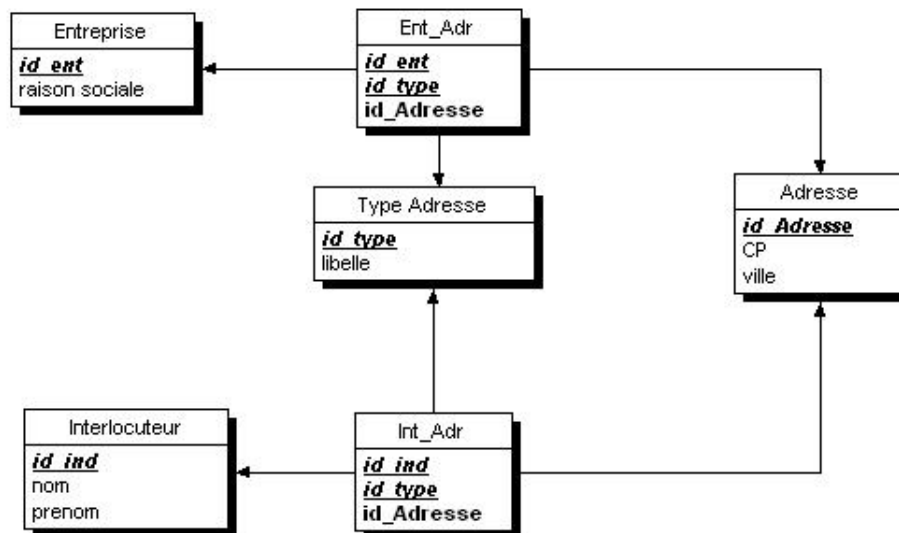 Entreprise
id_ent
raison sociale
Ent_Adr
id_ent
id_type
id_Adresse
Type Adresse
id_type
libelle
Adresse
id_Adresse
CP
ville
Interlocuteur
id_ind
nom
prenom
Int_Adr
id_ind
id_type
id_Adresse